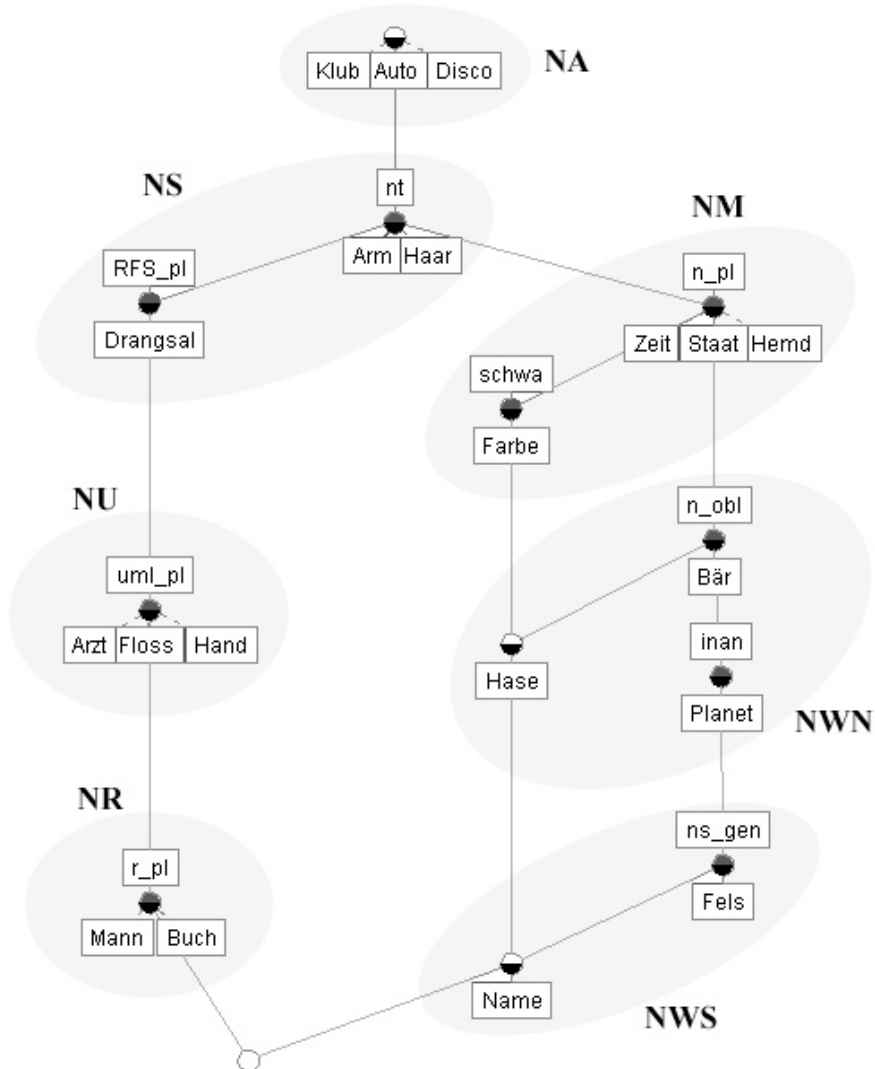 Klub Auto Disco
NA
NS
nt
NM
Arm Haar
RFS_pl
n_pl
Drangsal
Zeit Staat Hemd
schwa
Farbe
NU
n_obl
uml_pl
Bär
Arzt Floss Hand
inan
Hase
Planet
NWN
NR
ns_gen
r_pl
Fels
Mann Buch
Name
NWS